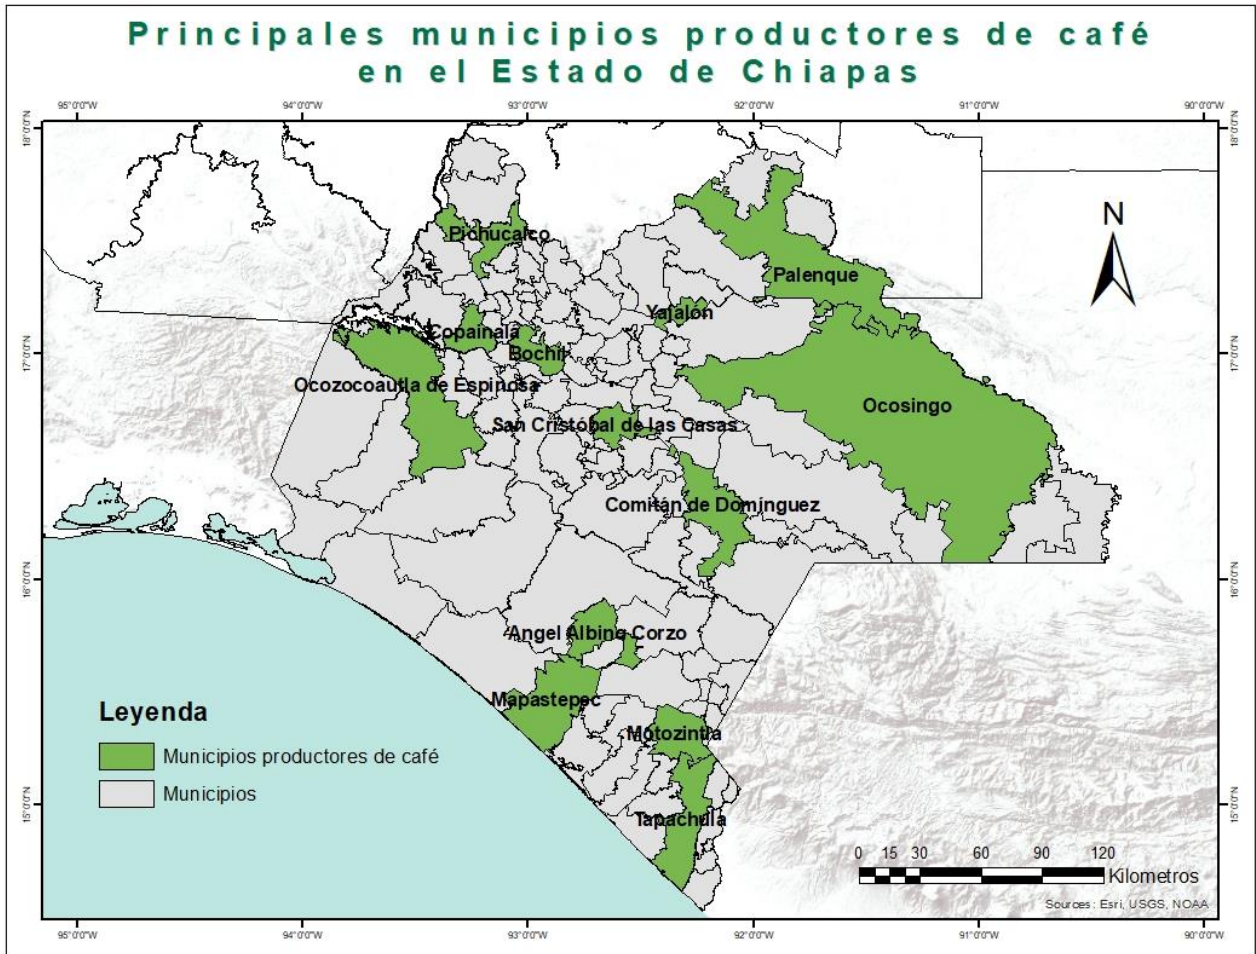 Principales municipios productores de café
en el Estado de Chiapas
95°0'0"W 94°0'0"W 93°0'0"W 92°0'0"W 91°0'0"W 90°0'0"W
18°0'0"N
18°0'0"N
N
Pichucalco
Palenque
Yajalón
Copainalá
Bochil
17°0'0"N
17°0'0"N
Ocozocoautla de Espinosa
Ocosingo
San Cristóbal de las Casas
Comitán de Domínguez
16°0'0"N
16°0'0"N
Angel Albino Corzo
Mapastepec
Leyenda
Motozintla
Municipios productores de café
Municipios
15°0'0"N
15°0'0"N
Tapachula
0 15 30 60 90 120
Kilometros
Sources: Esri, USGS, NOAA
95°0'0"W 94°0'0"W 93°0'0"W 92°0'0"W 91°0'0"W 90°0'0"W